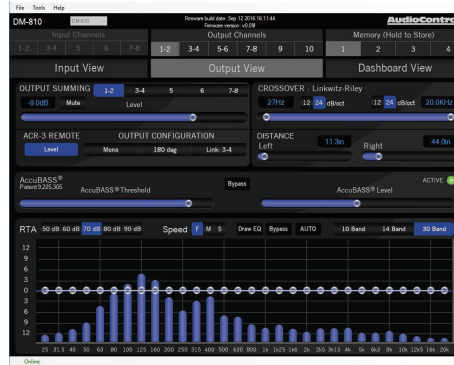 File Tools Help
DM-810
Firmware build date: Sep 12 2016 16:11:44
Firmware version: v0.09f
AudioContro
Input Channels Output Channels Memory (Hold to Store)
1-2 3-4 5 6 7-8 1-2 3-4 5-6 7-8 9 10 1 2 3 4
Input View Output View Dashboard View
OUTPUT SUMMING 1-2 3-4 5 6 7-8
-9.0dB Mute Level
CROSSOVER : Linkwitz-Riley
27Hz 12 24 dB/oct 12 24 dB/oct 20.0KHz
ACR-3 REMOTE OUTPUT CONFIGURATION
Level Mono 180 deg Link: 3-4
DISTANCE
Left 11.3in Right 44.0in
AccuBASS®
Patent 9,225,305
AccuBASS® Threshold Bypass AccuBASS® Level ACTIVE
RTA 50 dB 60 dB 70 dB 80 dB 90 dB Speed F M S Draw EQ Bypass AUTO 10 Band 14 Band 30 Band
12
9
6
3
0
3
6
9
12
25 31.5 40 50 63 80 100 125 160 200 250 315 400 500 630 800 1k 1k25 1k6 2k 2k5 3k15 4k 5k 6k3 8k 10k 12k5 16k 20k
Online